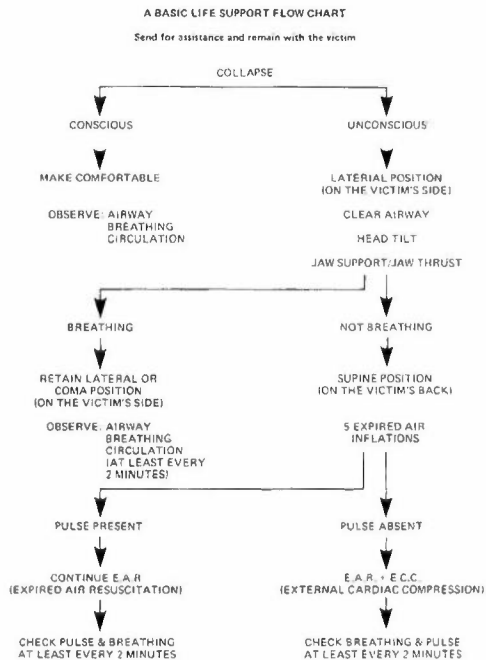 A BASIC LIFE SUPPORT FLOW CHART
Send for assistance and remain with the victim
COLLAPSE
CONSCIOUS
UNCONSCIOUS
MAKE COMFORTABLE
LATERIAL POSITION
(ON THE VICTIM'S SIDE)
OBSERVE: AIRWAY
BREATHING
CIRCULATION
CLEAR AIRWAY
HEAD TILT
JAW SUPPORT/JAW THRUST
BREATHING
NOT BREATHING
RETAIN LATERAL OR
COMA POSITION
(ON THE VICTIM'S SIDE)
SUPINE POSITION
(ON THE VICTIM'S BACK)
OBSERVE: AIRWAY
BREATHING
CIRCULATION
(AT LEAST EVERY
2 MINUTES)
5 EXPIRED AIR
INFLATIONS
PULSE PRESENT
PULSE ABSENT
CONTINUE E.A.R
(EXPIRED AIR RESUSCITATION)
E.A.R. + E.C.C.
(EXTERNAL CARDIAC COMPRESSION)
CHECK PULSE & BREATHING
AT LEAST EVERY 2 MINUTES
CHECK BREATHING & PULSE
AT LEAST EVERY 2 MINUTES